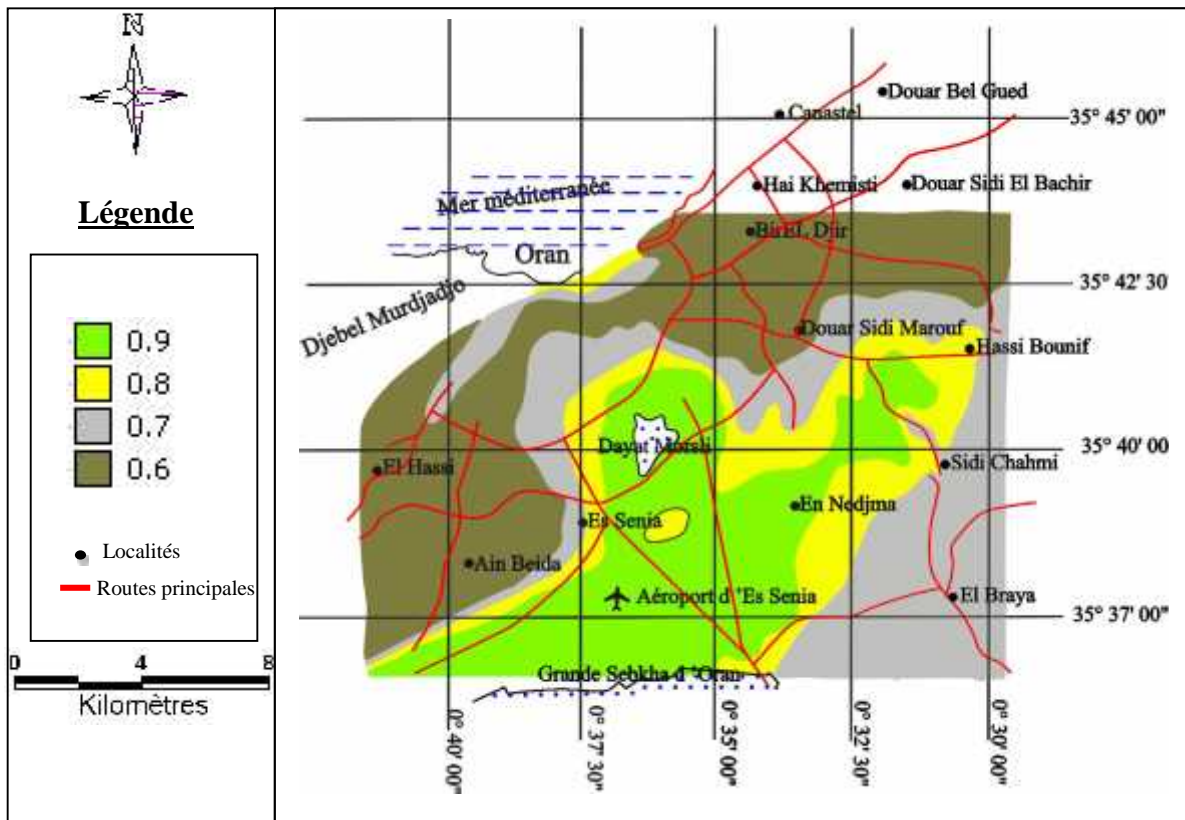 N
Légende
0.9
0.8
0.7
0.6
Localités
Routes principales
0 4 8
Kilomètres
Douar Bel Gued
Canastel
35° 45' 00"
Hai Khemisti
Douar Sidi El Bachir
Mer méditerranée
Bir EL Djir
Oran
35° 42' 30
Djebel Murdjadjo
Douar Sidi Marouf
Hassi Bounif
Dayat Morsli
35° 40' 00
El Hassi
Sidi Chahmi
En Nedjma
Es Senia
Ain Beida
Aéroport d 'Es Senia
El Braya
35° 37' 00"
Grande Sebkha d 'Oran
0° 40' 00"
0° 37' 30
0° 35' 00"
0° 32' 30"
0° 30' 00"